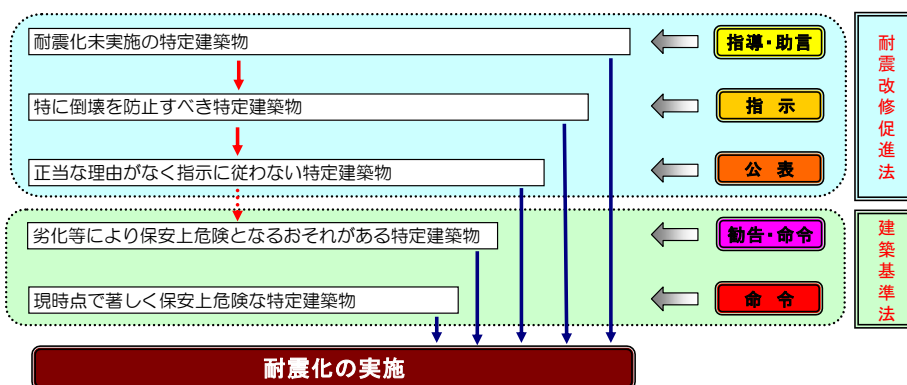 耐震化未実施の特定建築物
指導・助言
特に倒壊を防止すべき特定建築物
指 示
正当な理由がなく指示に従わない特定建築物
公 表
耐震改修促進法
劣化等により保安上危険となるおそれがある特定建築物
勧告・命令
現時点で著しく保安上危険な特定建築物
命 令
建築基準法
耐震化の実施